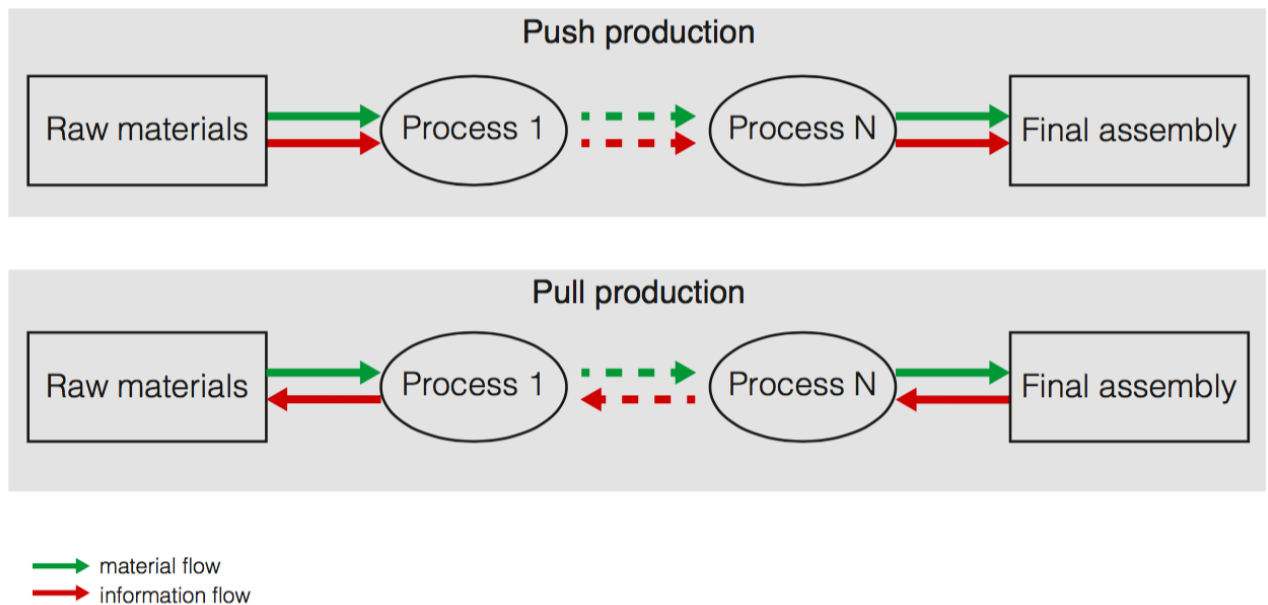 Push production
Raw materials
Process 1
Process N
Final assembly
Pull production
Raw materials
Process 1
Process N
Final assembly
material flow
information flow